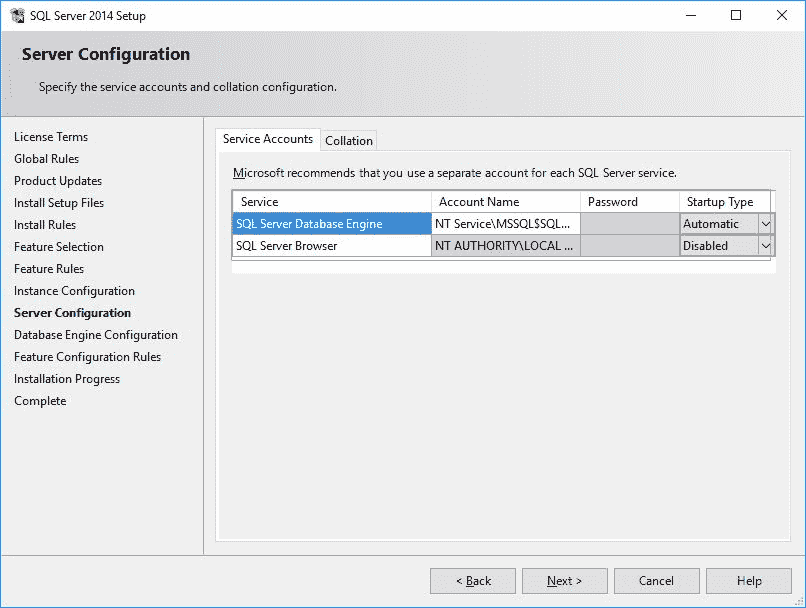 SQL Server 2014 Setup
Server Configuration
Specify the service accounts and collation configuration.
License Terms
Global Rules
Product Updates
Install Setup Files
Install Rules
Feature Selection
Feature Rules
Instance Configuration
Server Configuration
Database Engine Configuration
Feature Configuration Rules
Installation Progress
Complete
Service Accounts Collation
Microsoft recommends that you use a separate account for each SQL Server service.
Service Account Name Password Startup Type
SQL Server Database Engine NT Service\MSSQL$SQL... Automatic
SQL Server Browser NT AUTHORITY\LOCAL ... Disabled
< Back Next > Cancel Help